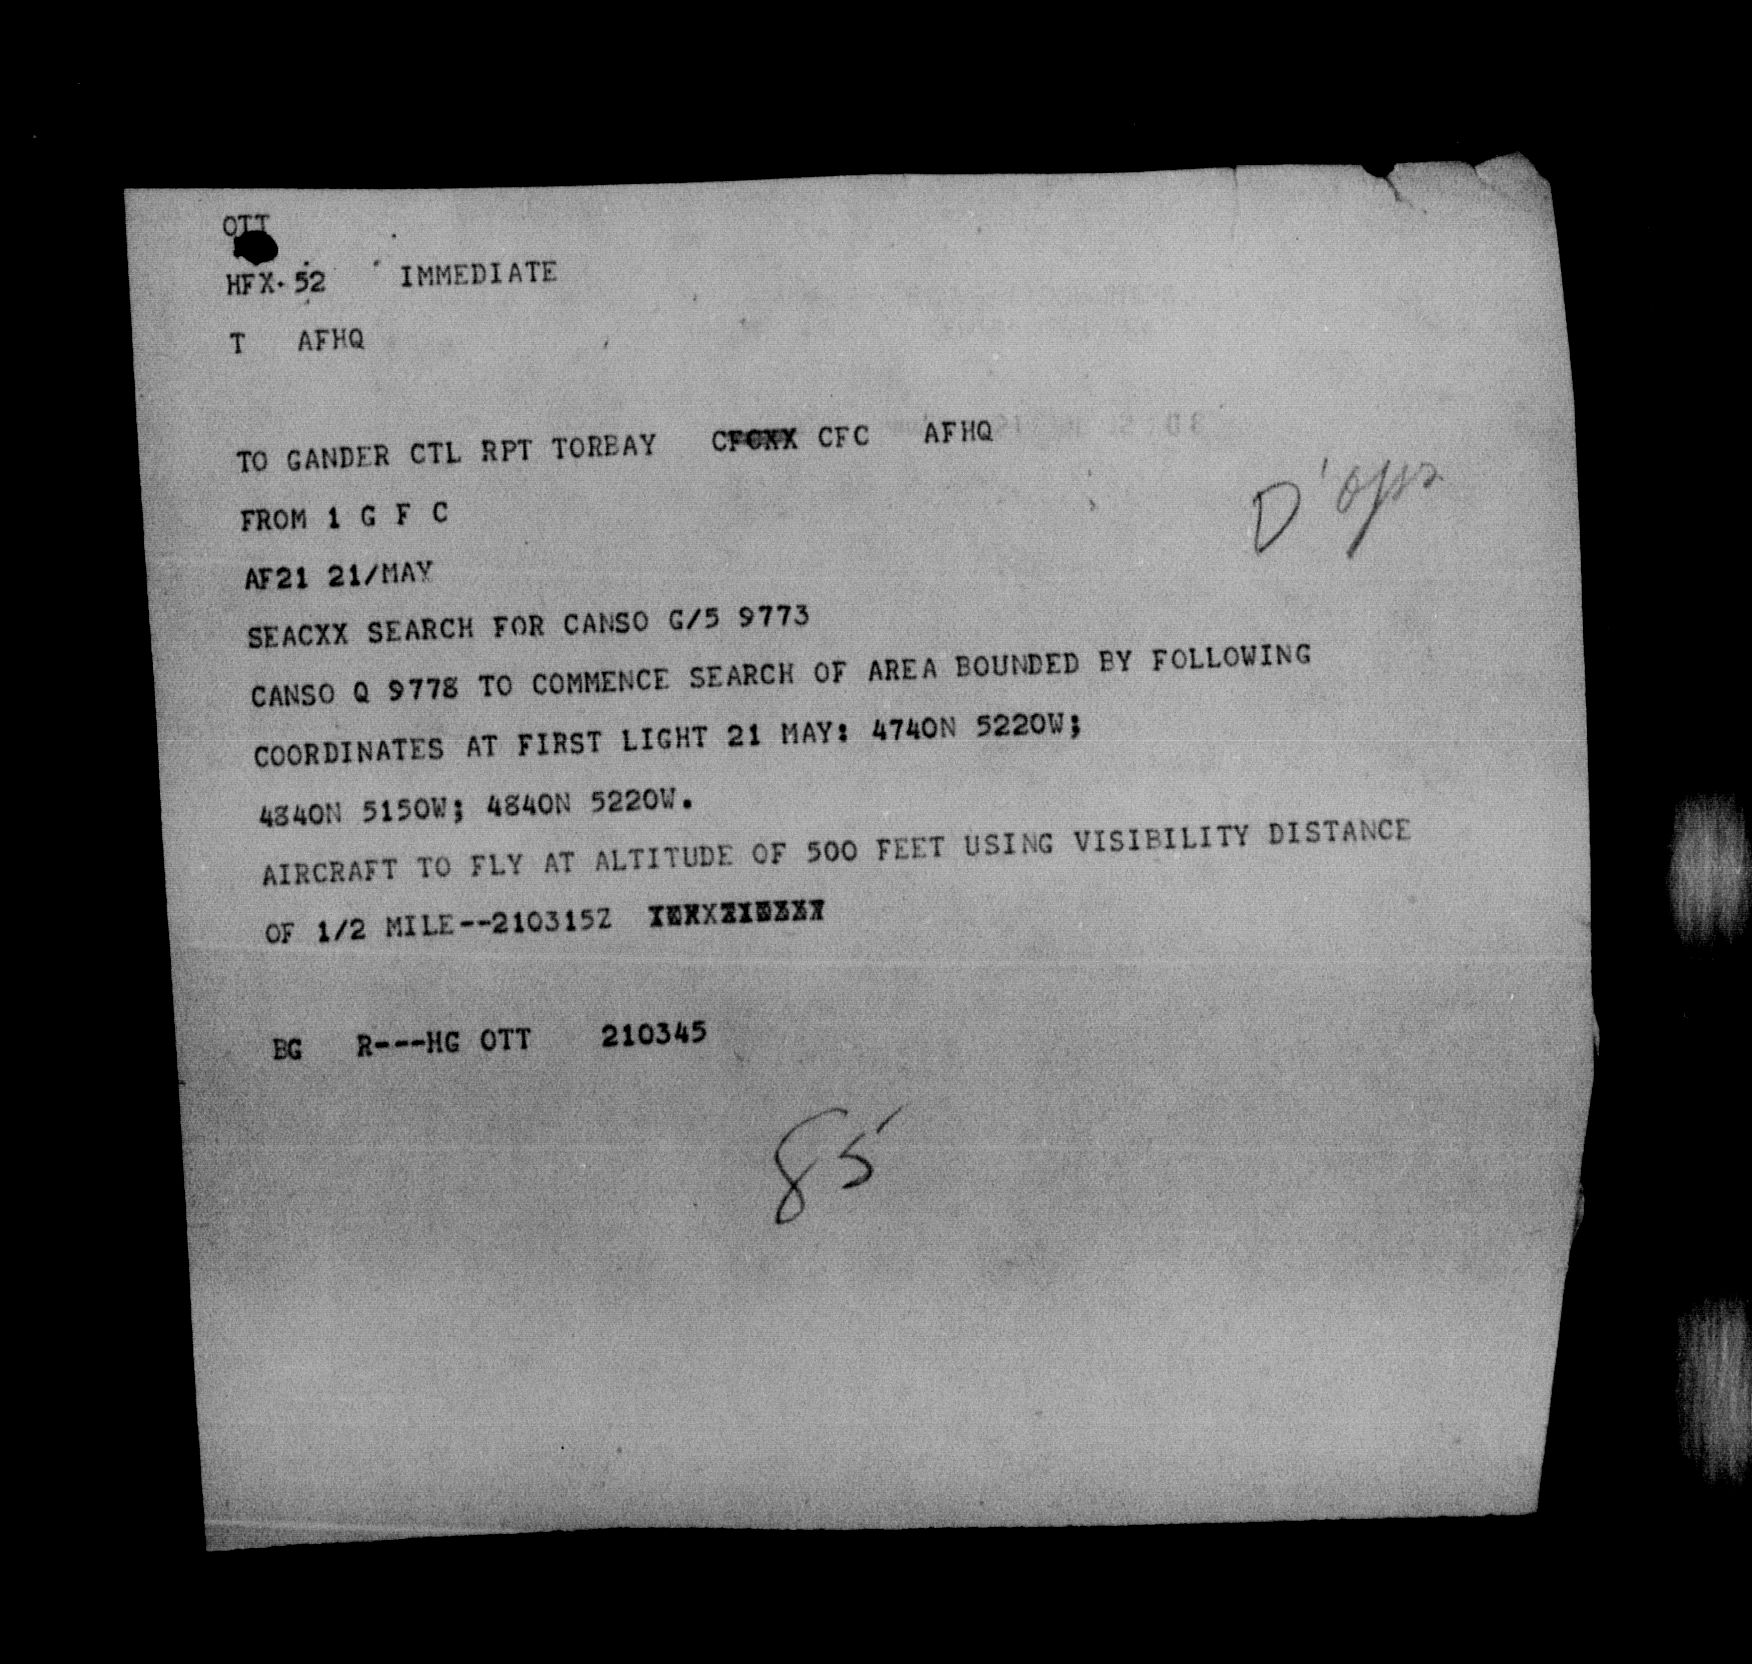 OTT
HFX. 52 IMMEDIATE
T AFHQ
TO GANDER CTL RPT TORBAY CFCXX CFC AFHQ
D'ops
FROM 1 G F C
AF21 21/MAY
SEACXX SEARCH FOR CANSO G/5 9773
CANSO Q 9778 TO COMMENCE SEARCH OF AREA BOUNDED BY FOLLOWING
COORDINATES AT FIRST LIGHT 21 MAY: 4740N 5220W;
4840N 5150W; 4840N 5220W.
AIRCRAFT TO FLY AT ALTITUDE OF 500 FEET USING VISIBILITY DISTANCE
OF 1/2 MILE--210315Z
BG R---HG OTT 210345
85